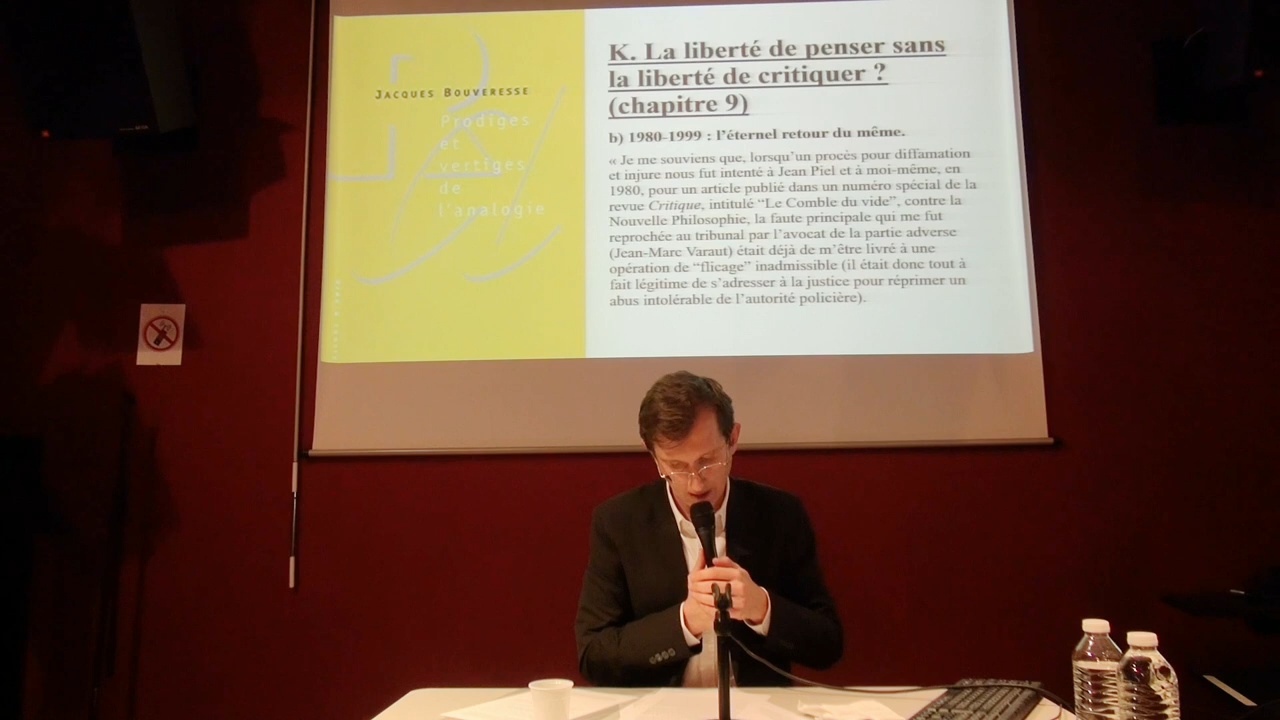 JACQUES BOUVERESSE
Prodiges
et
vertiges
de
l'analogie
K. La liberté de penser sans
la liberté de critiquer ?
(chapitre 9)
b) 1980-1999 : l'éternel retour du même.
« Je me souviens que, lorsqu'un procès pour diffamation
et injure nous fut intenté à Jean Piel et à moi-même, en
1980, pour un article publié dans un numéro spécial de la
revue Critique, intitulé “Le Comble du vide”, contre la
Nouvelle Philosophie, la faute principale qui me fut
reprochée au tribunal par l'avocat de la partie adverse
(Jean-Marc Varaut) était déjà de m'être livré à une
opération de “flicage” inadmissible (il était donc tout à
fait légitime de s'adresser à la justice pour réprimer un
abus intolérable de l'autorité policière).